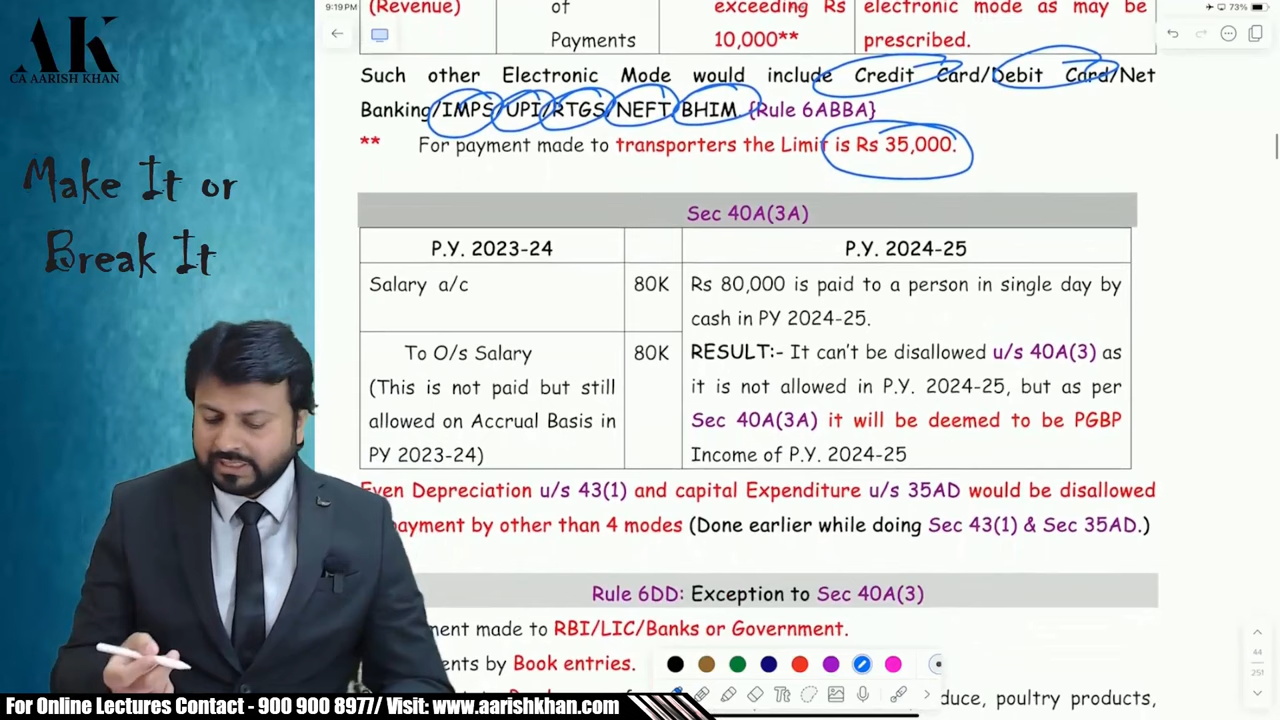 9:19 PM
73%
AK
CA AARISH KHAN
Make It or
Break It
(Revenue)
of
Payments
exceeding Rs
10,000**
electronic mode as may be
prescribed.
Such other Electronic Mode would include Credit Card/Debit Card/Net
Banking/IMPS/UPI/RTGS/NEFT BHIM. {Rule 6ABBA}
** For payment made to transporters the Limit is Rs 35,000.
Sec 40A(3A)
P.Y. 2023-24
P.Y. 2024-25
Salary a/c
80K
Rs 80,000 is paid to a person in single day by
cash in PY 2024-25.
To O/s Salary
80K
(This is not paid but still
allowed on Accrual Basis in
PY 2023-24)
RESULT:- It can't be disallowed u/s 40A(3) as
it is not allowed in P.Y. 2024-25, but as per
Sec 40A(3A) it will be deemed to be PGBP
Income of P.Y. 2024-25
Even Depreciation u/s 43(1) and capital Expenditure u/s 35AD would be disallowed
payment by other than 4 modes (Done earlier while doing Sec 43(1) & Sec 35AD.)
Rule 6DD: Exception to Sec 40A(3)
made to RBI/LIC/Banks or Government.
by Book entries.
poultry products,
44
251
For Online Lectures Contact - 900 900 8977/ Visit: www.aarishkhan.com